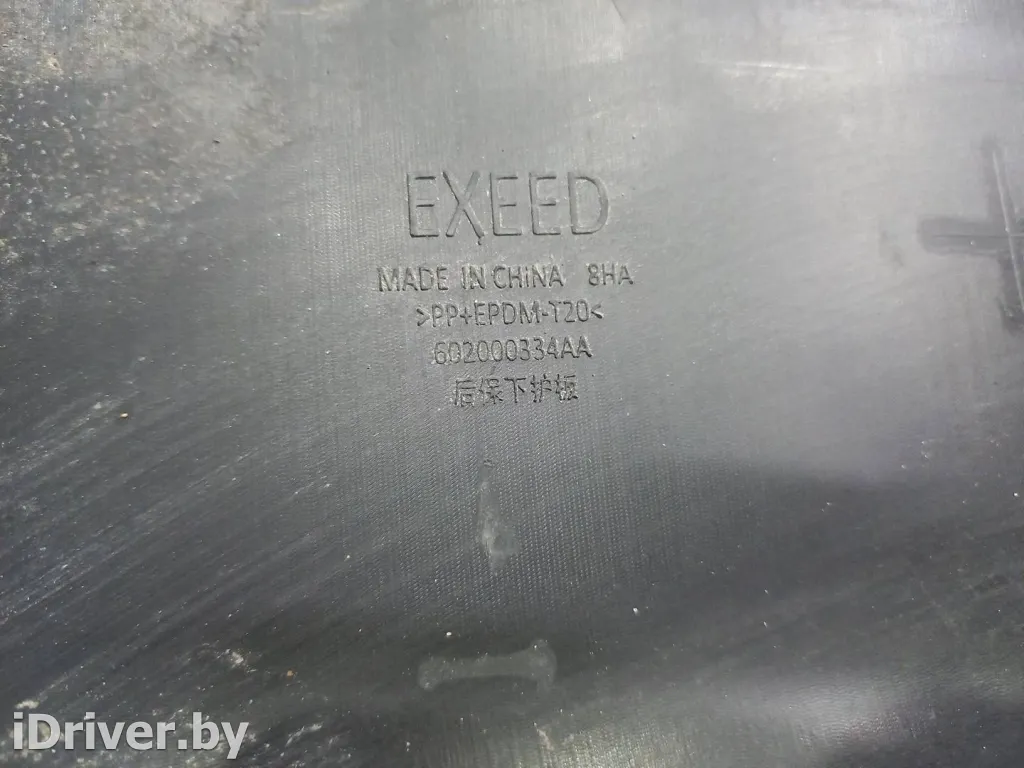 EXEED
MADE IN CHINA 8HA
>PP+EPDM-T20<
602000334AA
后保下护板
iDriver.by